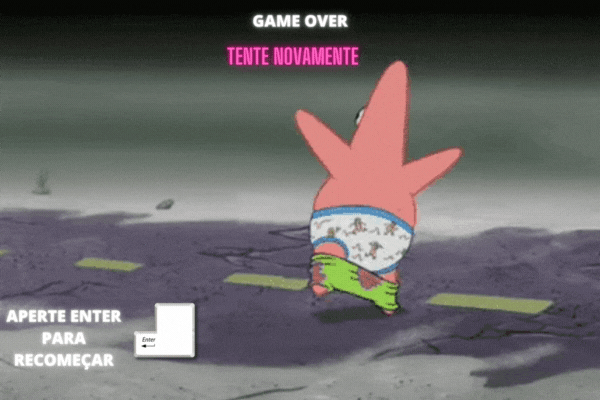 GAME OVER
TENTE NOVAMENTE
APERTE ENTER
PARA
RECOMEÇAR
Enter